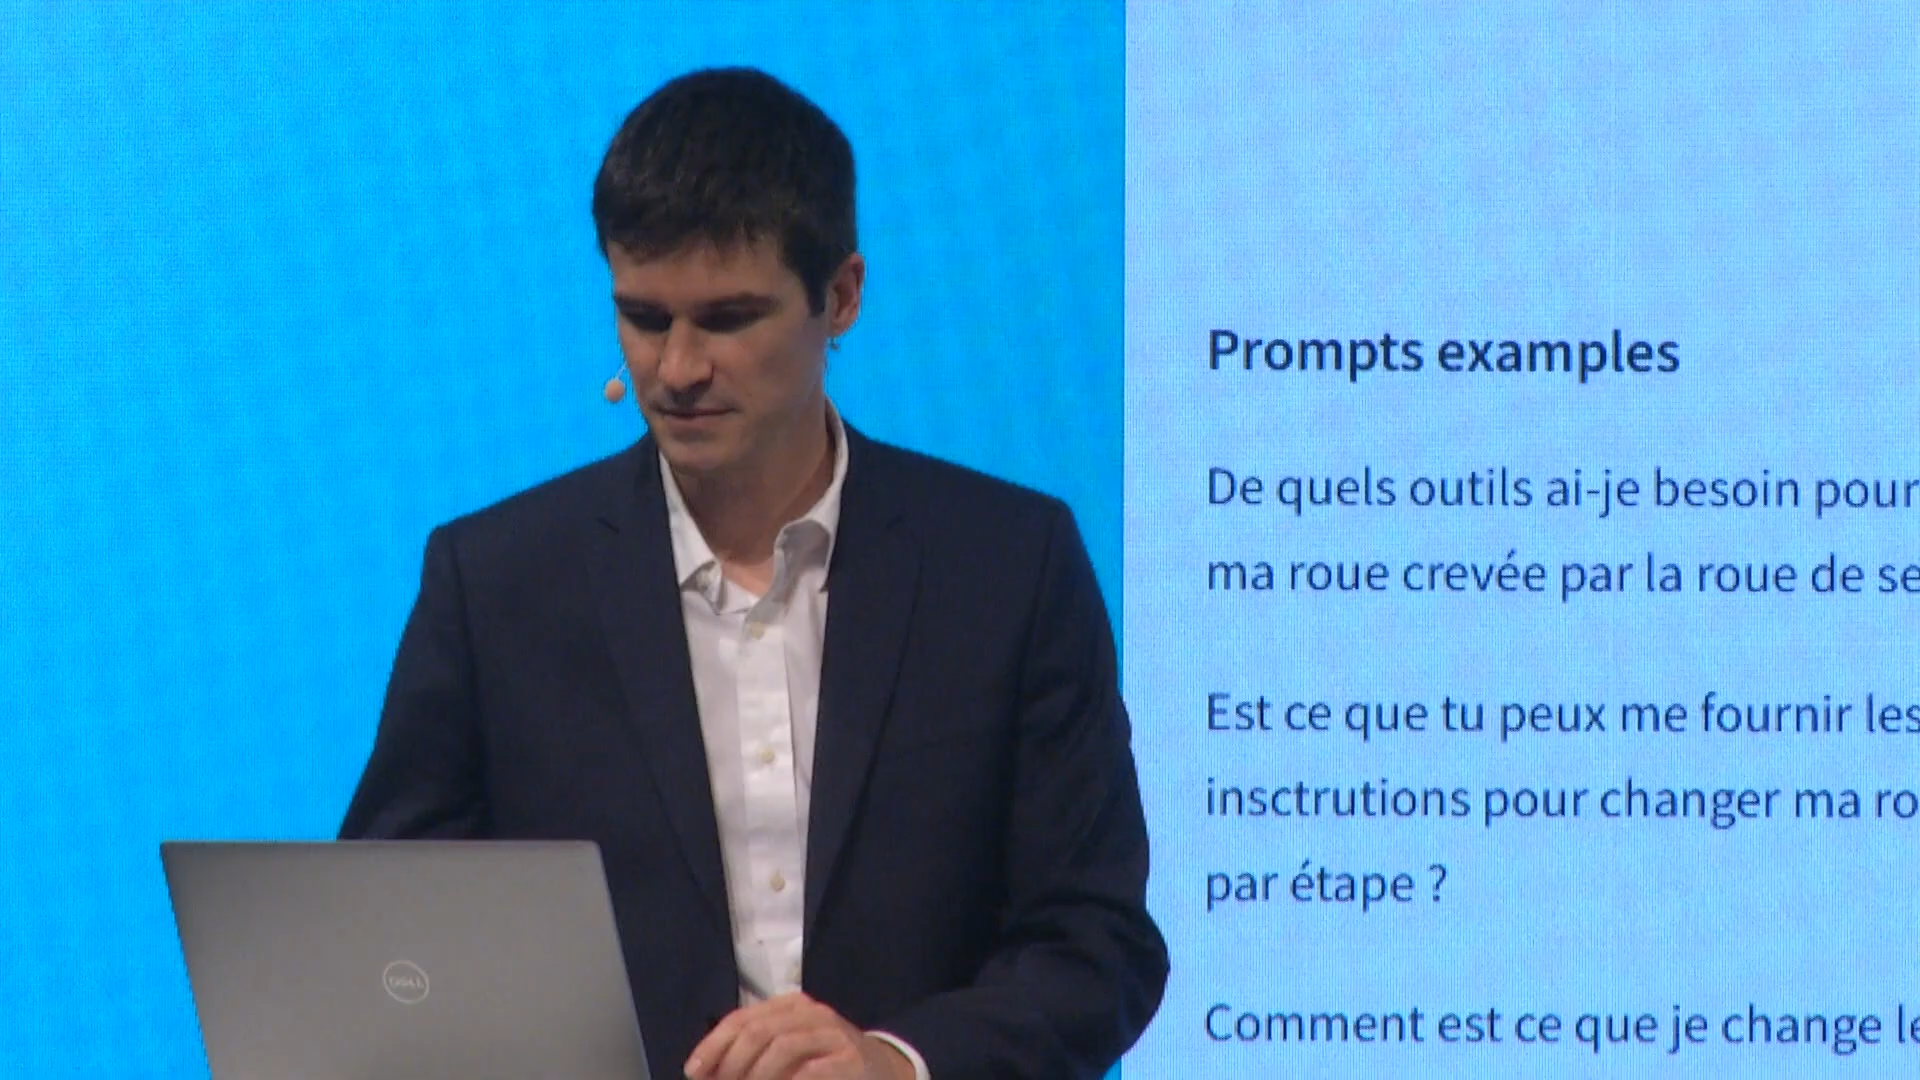 Prompts examples
De quels outils ai-je besoin pour
ma roue crevée par la roue de se
Est ce que tu peux me fournir les
insctrutions pour changer ma ro
par étape ?
Comment est ce que je change le
DELL